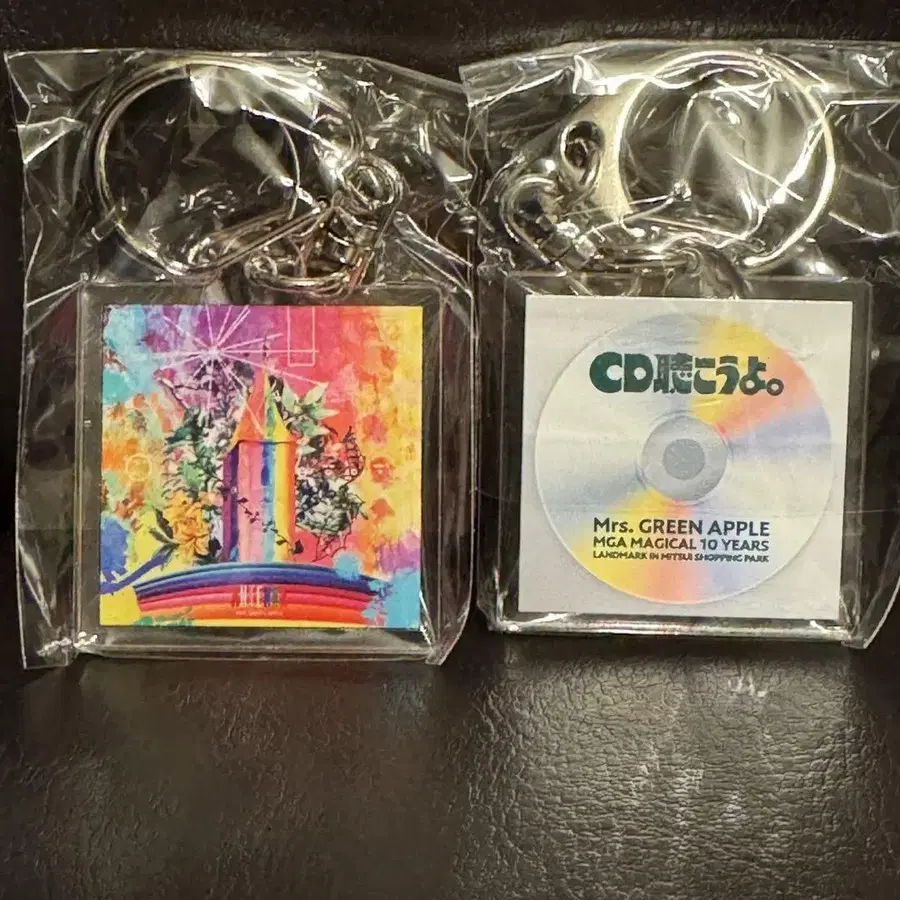 CD聴こうよ。
Mrs. GREEN APPLE
MGA MAGICAL 10 YEARS
LANDMARK IN MITSUI SHOPPING PARK